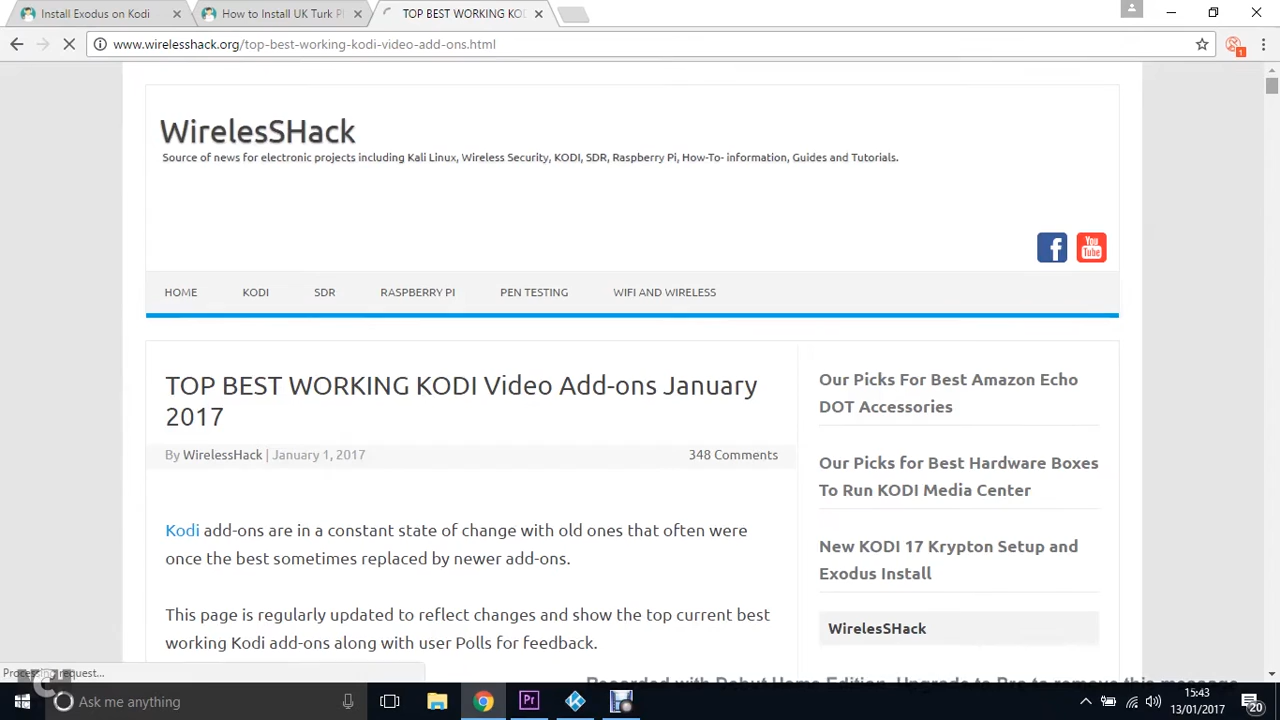 Install Exodus on Kodi
How to Install UK Turk P
TOP BEST WORKING KO
www.wirelesshack.org/top-best-working-kodi-video-add-ons.html
1
WirelesSHack
Source of news for electronic projects including Kali Linux, Wireless Security, KODI, SDR, Raspberry Pi, How-To- information, Guides and Tutorials.
f
You Tube
HOME
KODI
SDR
RASPBERRY PI
PEN TESTING
WIFI AND WIRELESS
TOP BEST WORKING KODI Video Add-ons January
2017
By WirelessHack | January 1, 2017
348 Comments
Kodi add-ons are in a constant state of change with old ones that often were
once the best sometimes replaced by newer add-ons.
This page is regularly updated to reflect changes and show the top current best
working Kodi add-ons along with user Polls for feedback.
Our Picks For Best Amazon Echo
DOT Accessories
Our Picks for Best Hardware Boxes
To Run KODI Media Center
New KODI 17 Krypton Setup and
Exodus Install
WirelesSHack
Processing request...
Recorded with Debut Home Edition. Upgrade to Pro to remove this message
Ask me anything
Pr
15:43
13/01/2017
20